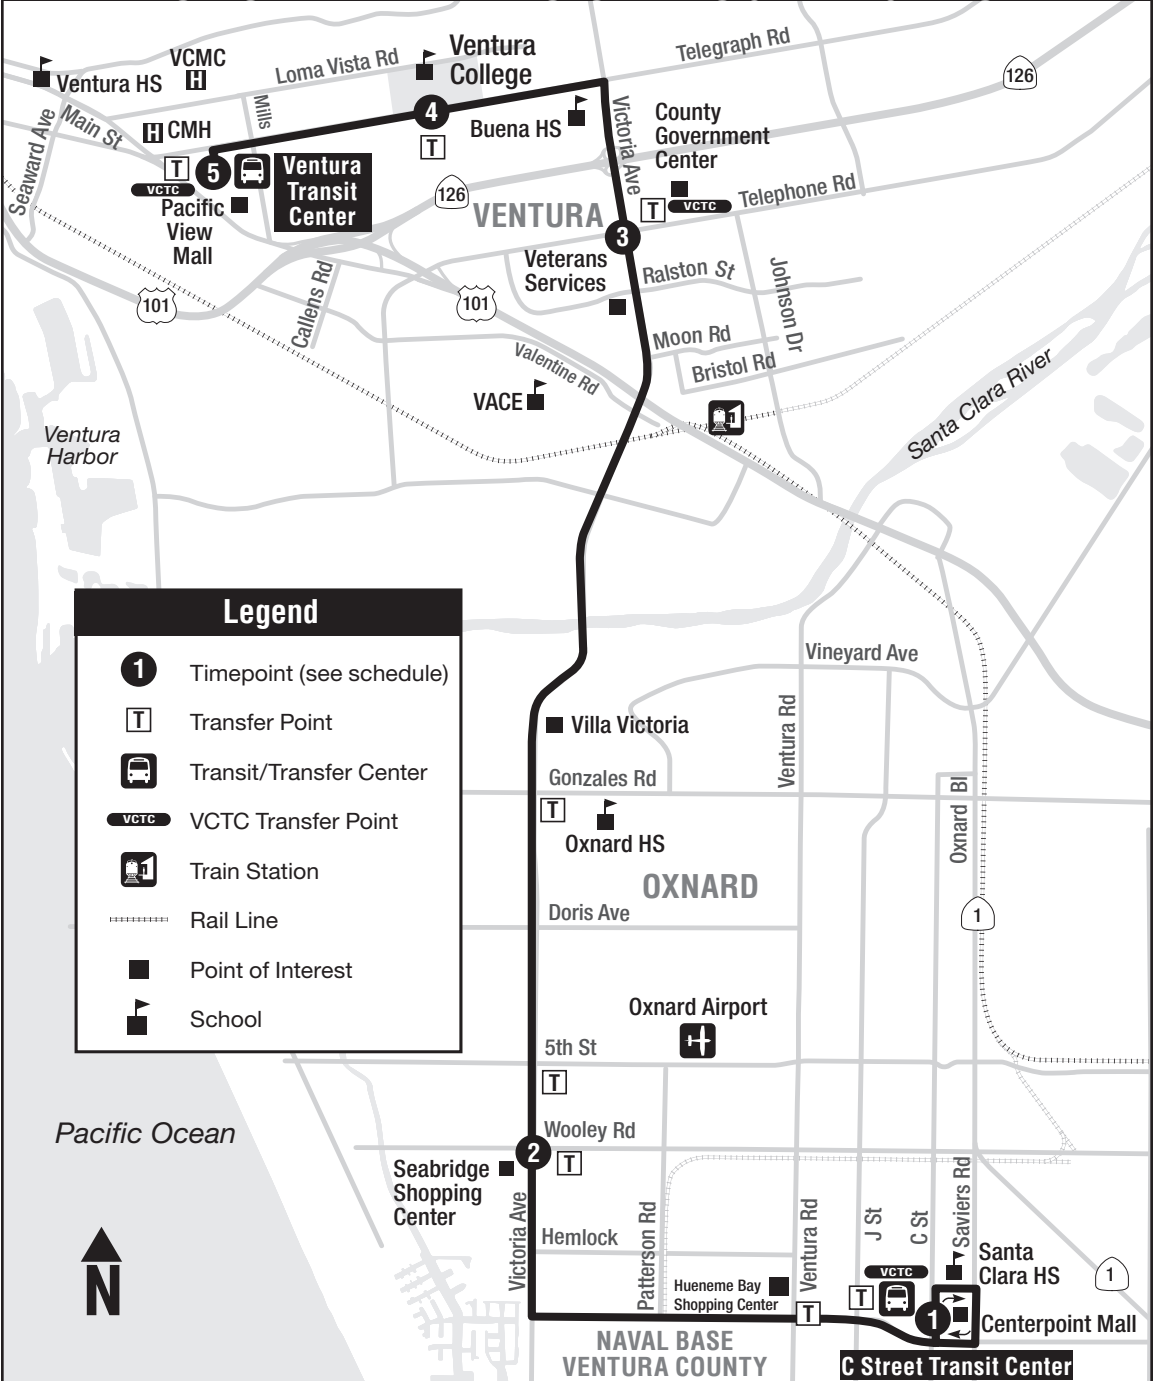 Telegraph Rd
Ventura
College
VCMC
H
Ventura HS
Loma Vista Rd
126
Mills
Main St
Seaward Ave
H CMH
4
T
Buena HS
Victoria Ave
County
Government
Center
T
5
VCTC
Ventura
Transit
Center
Pacific
View
Mall
126
VENTURA
T
VCTC
Telephone Rd
3
Veterans
Services
Ralston St
Johnson Dr
101
Callens Rd
101
Moon Rd
Bristol Rd
Valentine Rd
VACE
Santa Clara River
Ventura
Harbor
Legend
1
Timepoint (see schedule)
T
Transfer Point
Transit/Transfer Center
VCTC
VCTC Transfer Point
Train Station
Rail Line
Point of Interest
School
Vineyard Ave
Ventura Rd
Villa Victoria
Gonzales Rd
T
Oxnard HS
Oxnard Bl
OXNARD
Doris Ave
1
Oxnard Airport
5th St
T
Pacific Ocean
Wooley Rd
2
T
Seabridge
Shopping
Center
Victoria Ave
Hemlock
Patterson Rd
Ventura Rd
J St
C St
Saviers Rd
N
Hueneme Bay
Shopping Center
T
T
VCTC
Santa
Clara HS
1
1
Centerpoint Mall
NAVAL BASE
VENTURA COUNTY
C Street Transit Center